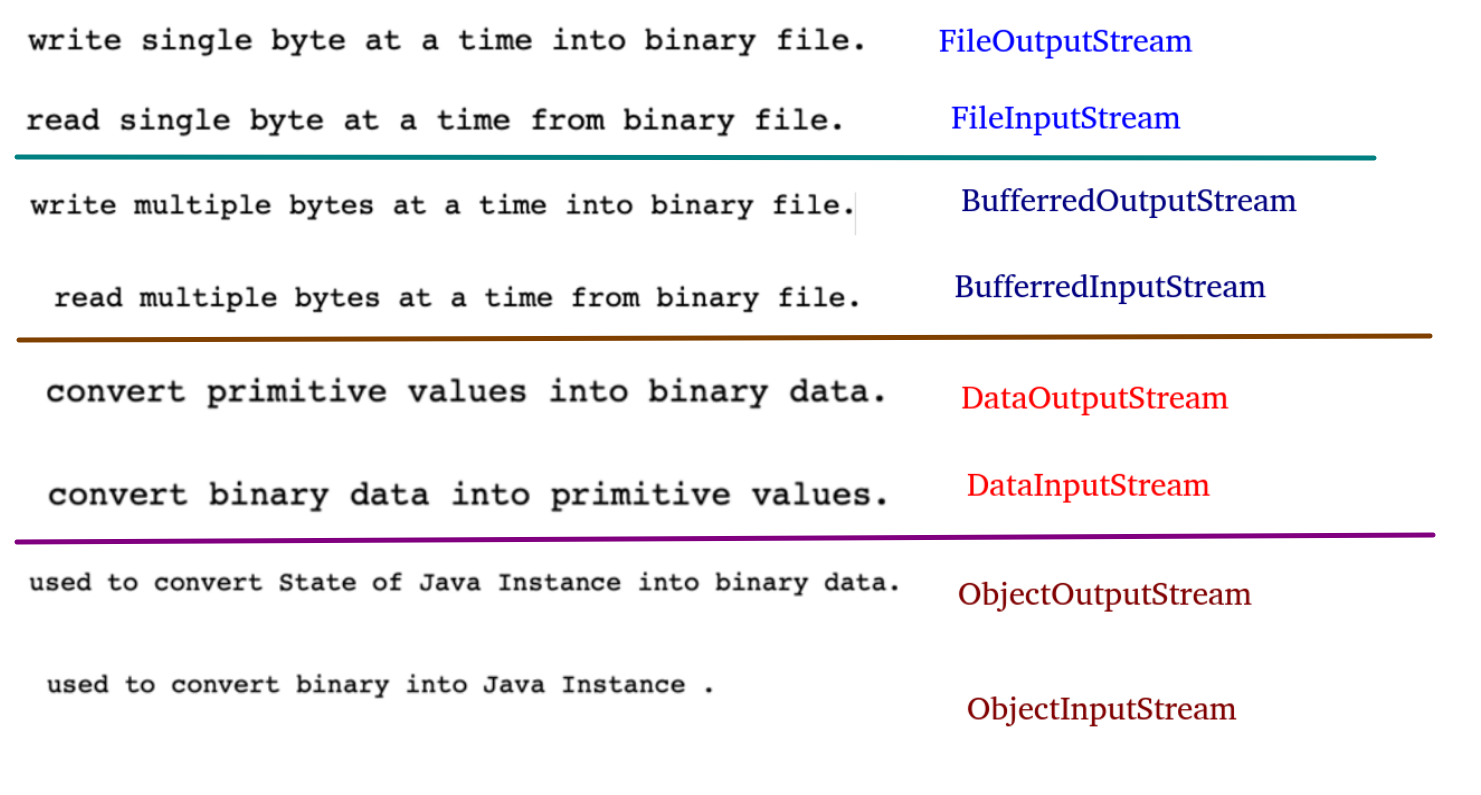 write single byte at a time into binary file. FileOutputStream
read single byte at a time from binary file. FileInputStream
write multiple bytes at a time into binary file. BufferredOutputStream
read multiple bytes at a time from binary file. BufferredInputStream
convert primitive values into binary data. DataOutputStream
convert binary data into primitive values. DataInputStream
used to convert State of Java Instance into binary data. ObjectOutputStream
used to convert binary into Java Instance . ObjectInputStream